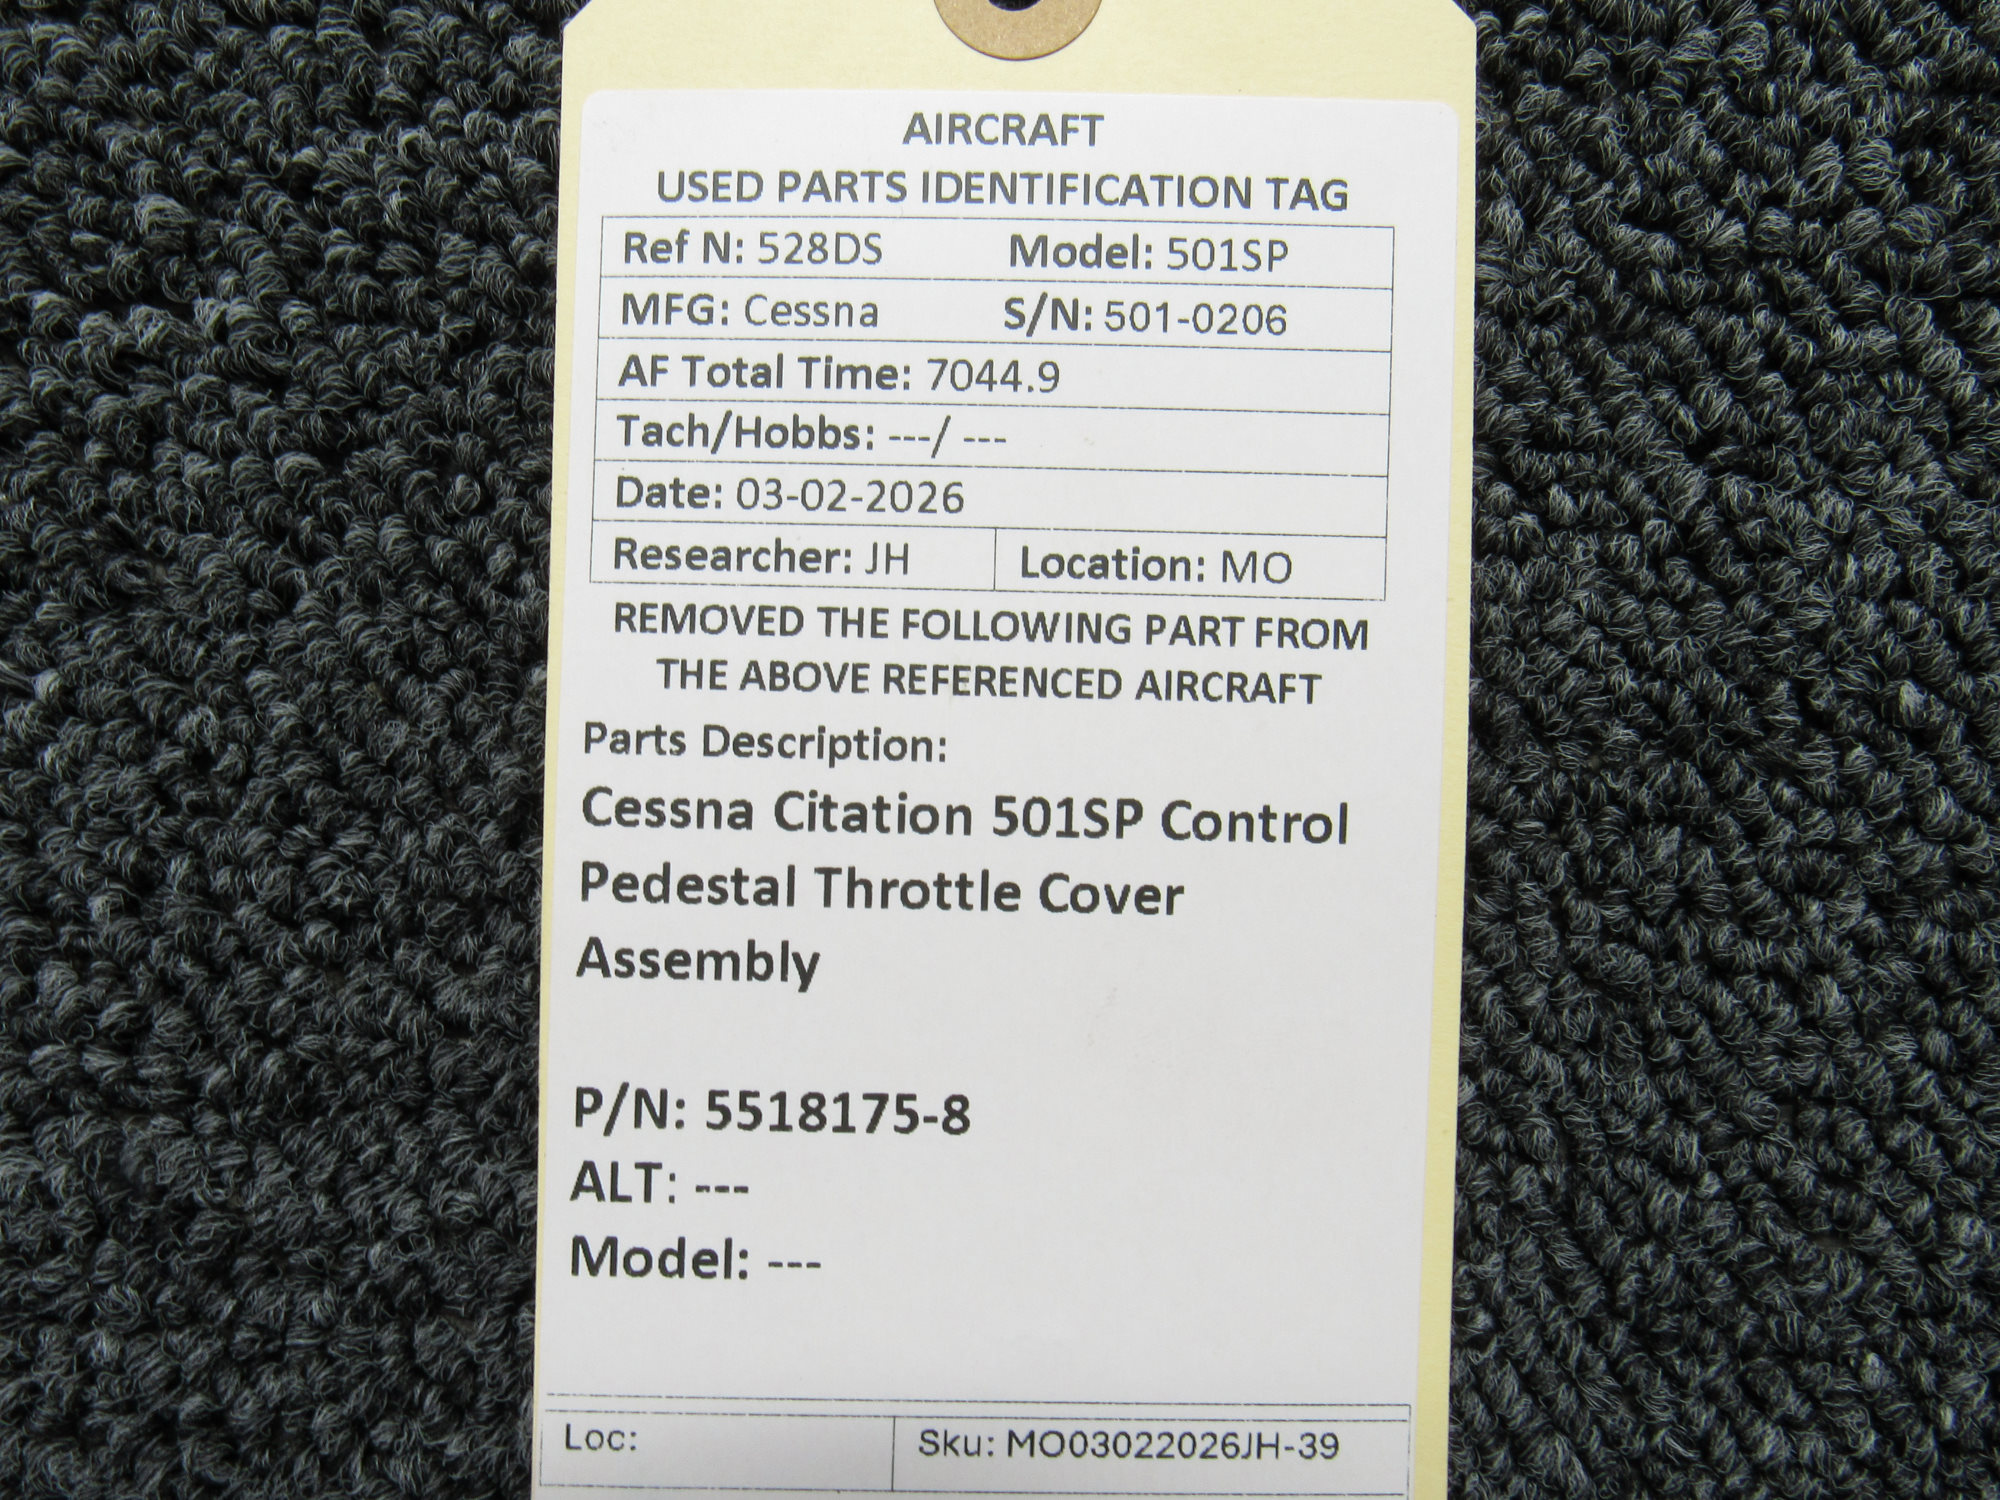 AIRCRAFT
USED PARTS IDENTIFICATION TAG
Ref N: 528DS Model: 501SP
MFG: Cessna S/N: 501-0206
AF Total Time: 7044.9
Tach/Hobbs: ---/ ---
Date: 03-02-2026
Researcher: JH Location: MO
REMOVED THE FOLLOWING PART FROM
THE ABOVE REFERENCED AIRCRAFT
Parts Description:
Cessna Citation 501SP Control
Pedestal Throttle Cover
Assembly
P/N: 5518175-8
ALT: ---
Model: ---
Loc: Sku: MO03022026JH-39